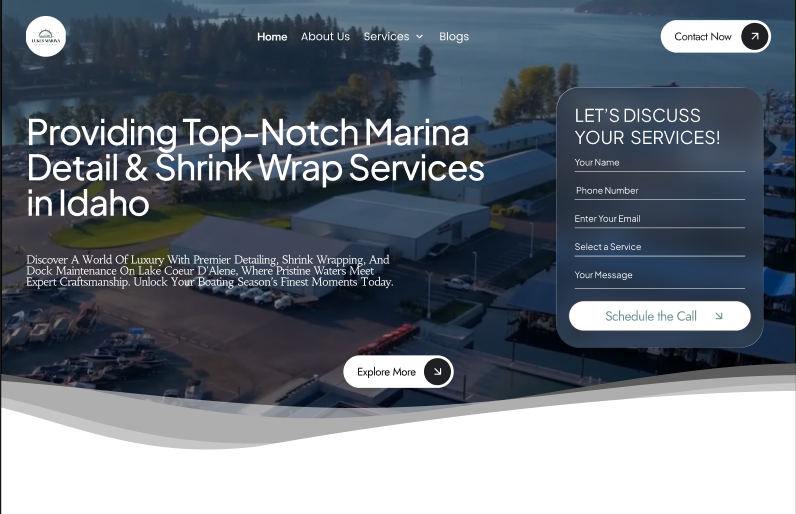 LUKES MARINA
Home About Us Services Blogs
Contact Now
Providing Top-Notch Marina
Detail & Shrink Wrap Services
in Idaho
Discover A World Of Luxury With Premier Detailing, Shrink Wrapping, And
Dock Maintenance On Lake Coeur D'Alene, Where Pristine Waters Meet
Expert Craftsmanship. Unlock Your Boating Season's Finest Moments Today.
Explore More
LET'S DISCUSS
YOUR SERVICES!
Your Name
Phone Number
Enter Your Email
Select a Service
Your Message
Schedule the Call